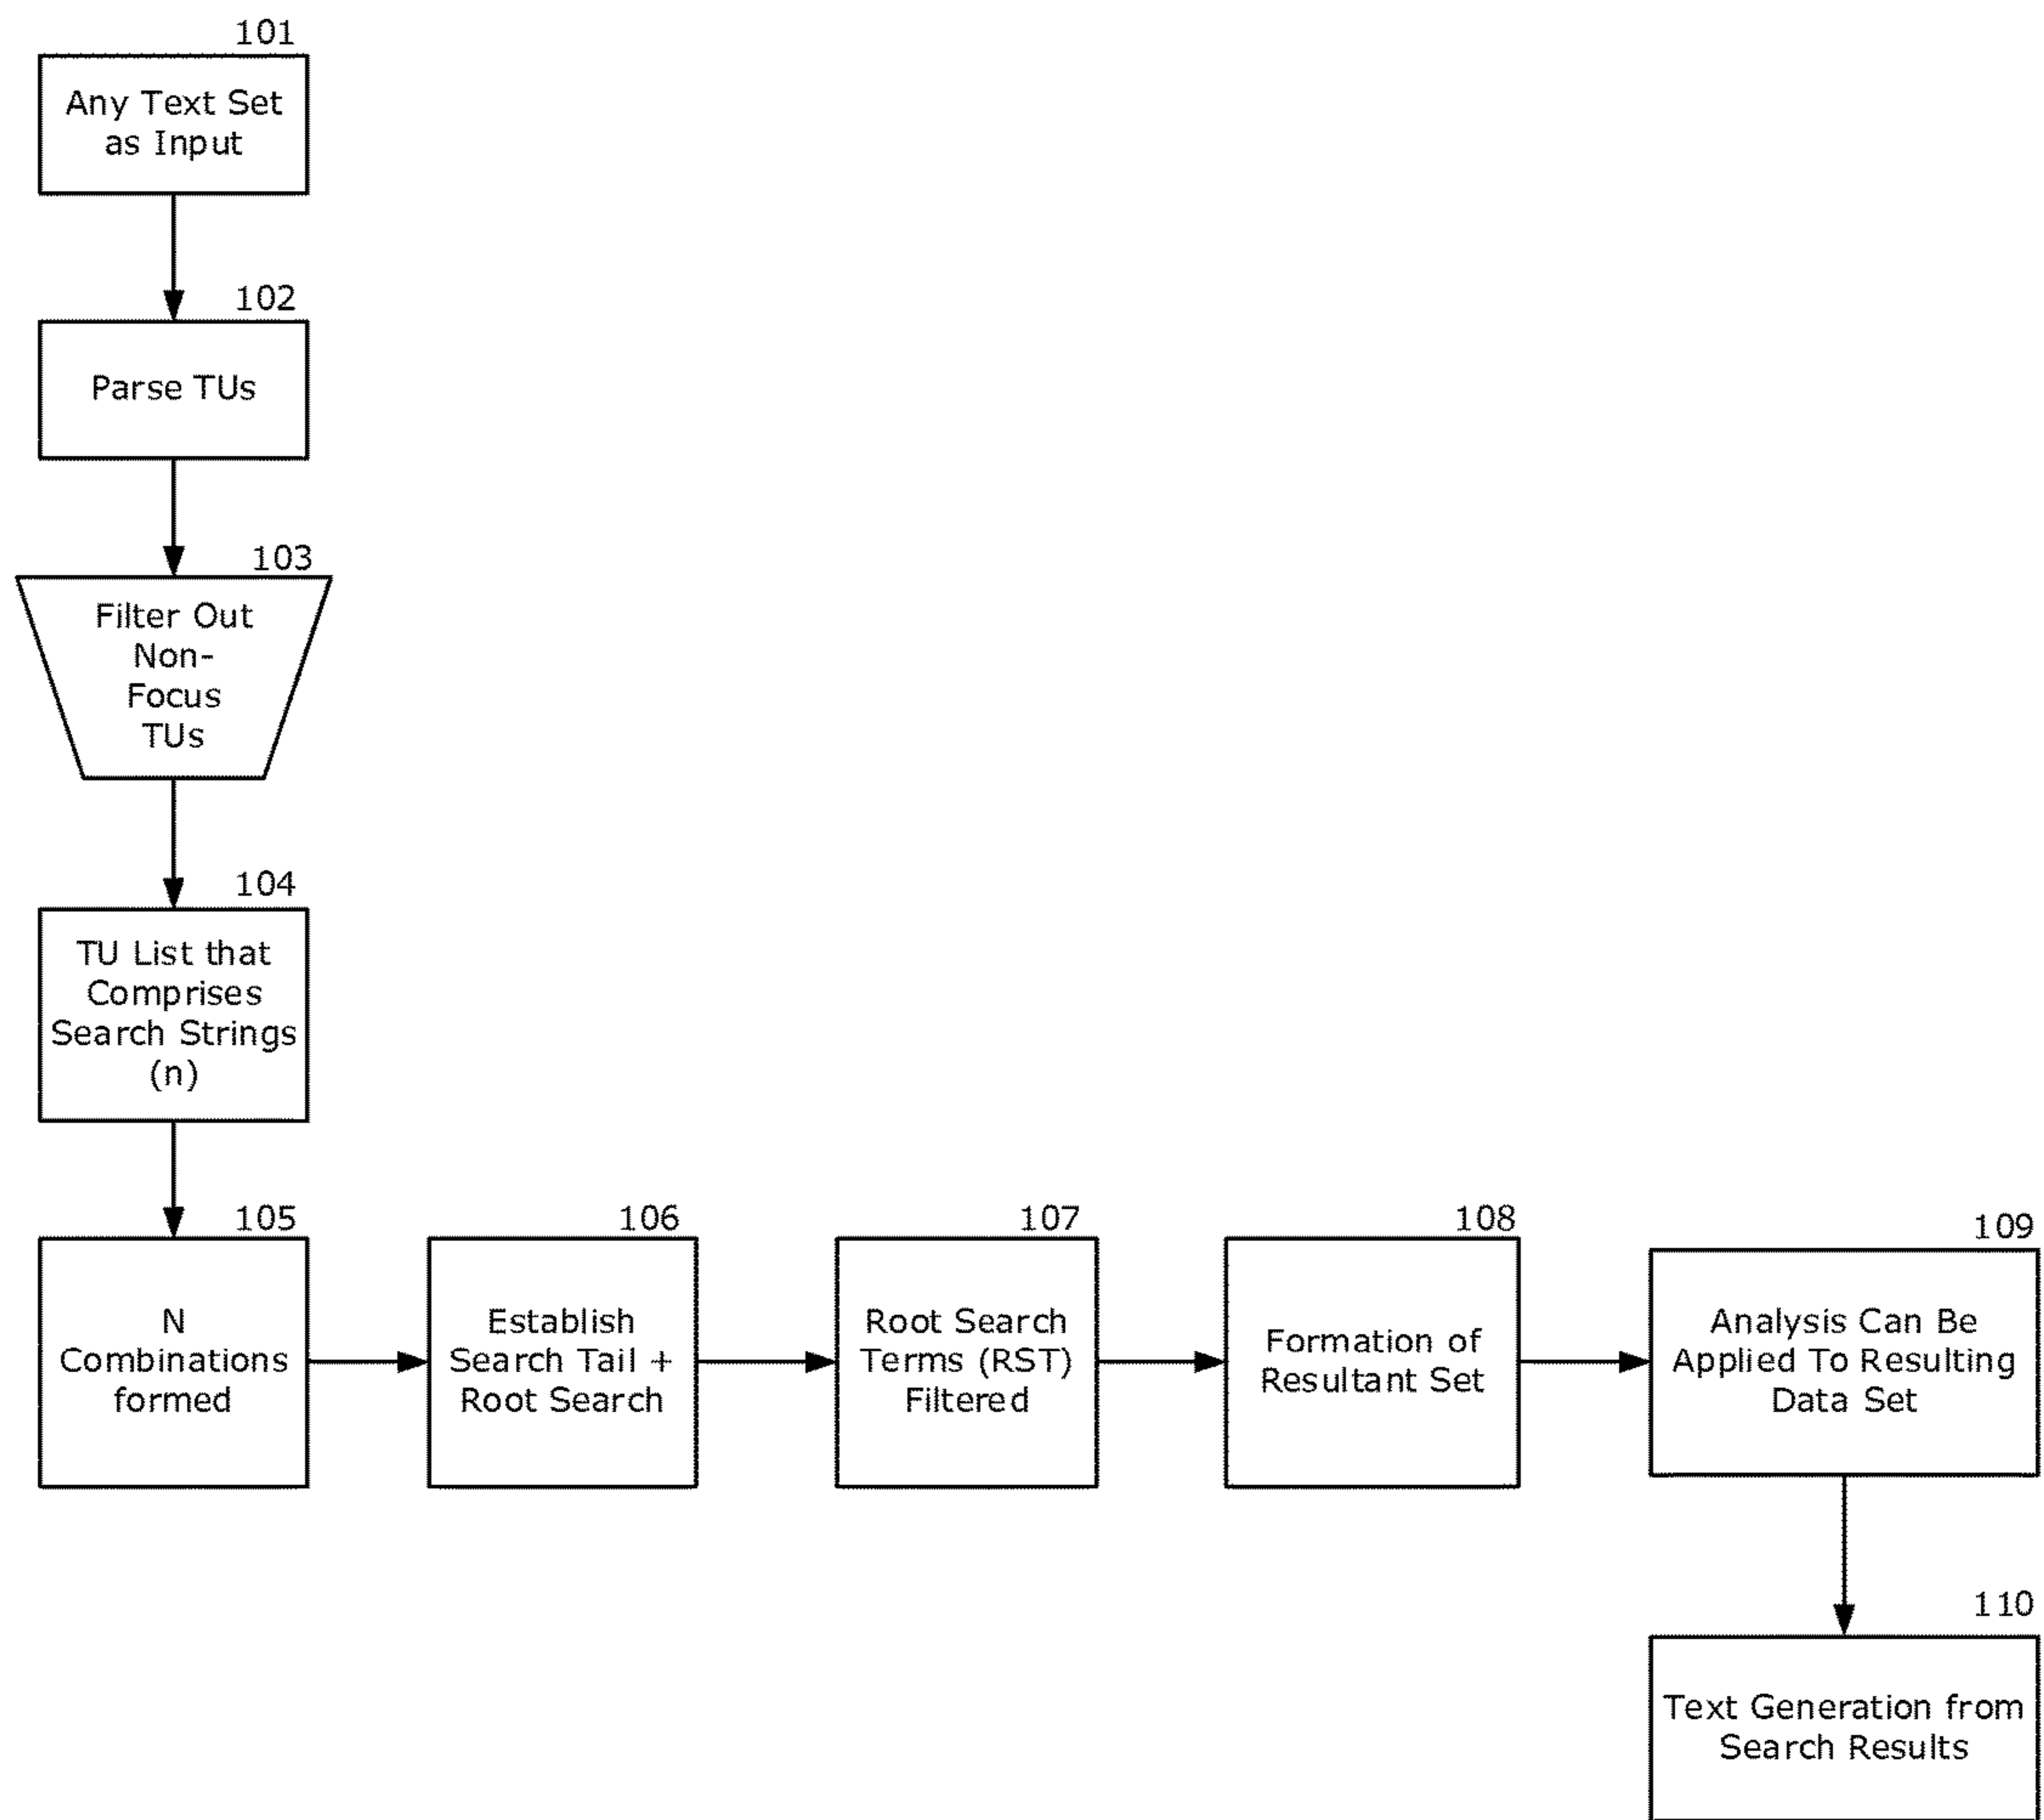 101
Any Text Set
as Input
102
Parse TUs
103
Filter Out
Non-
Focus
TUs
104
TU List that
Comprises
Search Strings
(n)
105
N
Combinations
formed
106
Establish
Search Tail +
Root Search
107
Root Search
Terms (RST)
Filtered
108
Formation of
Resultant Set
109
Analysis Can Be
Applied To Resulting
Data Set
110
Text Generation from
Search Results